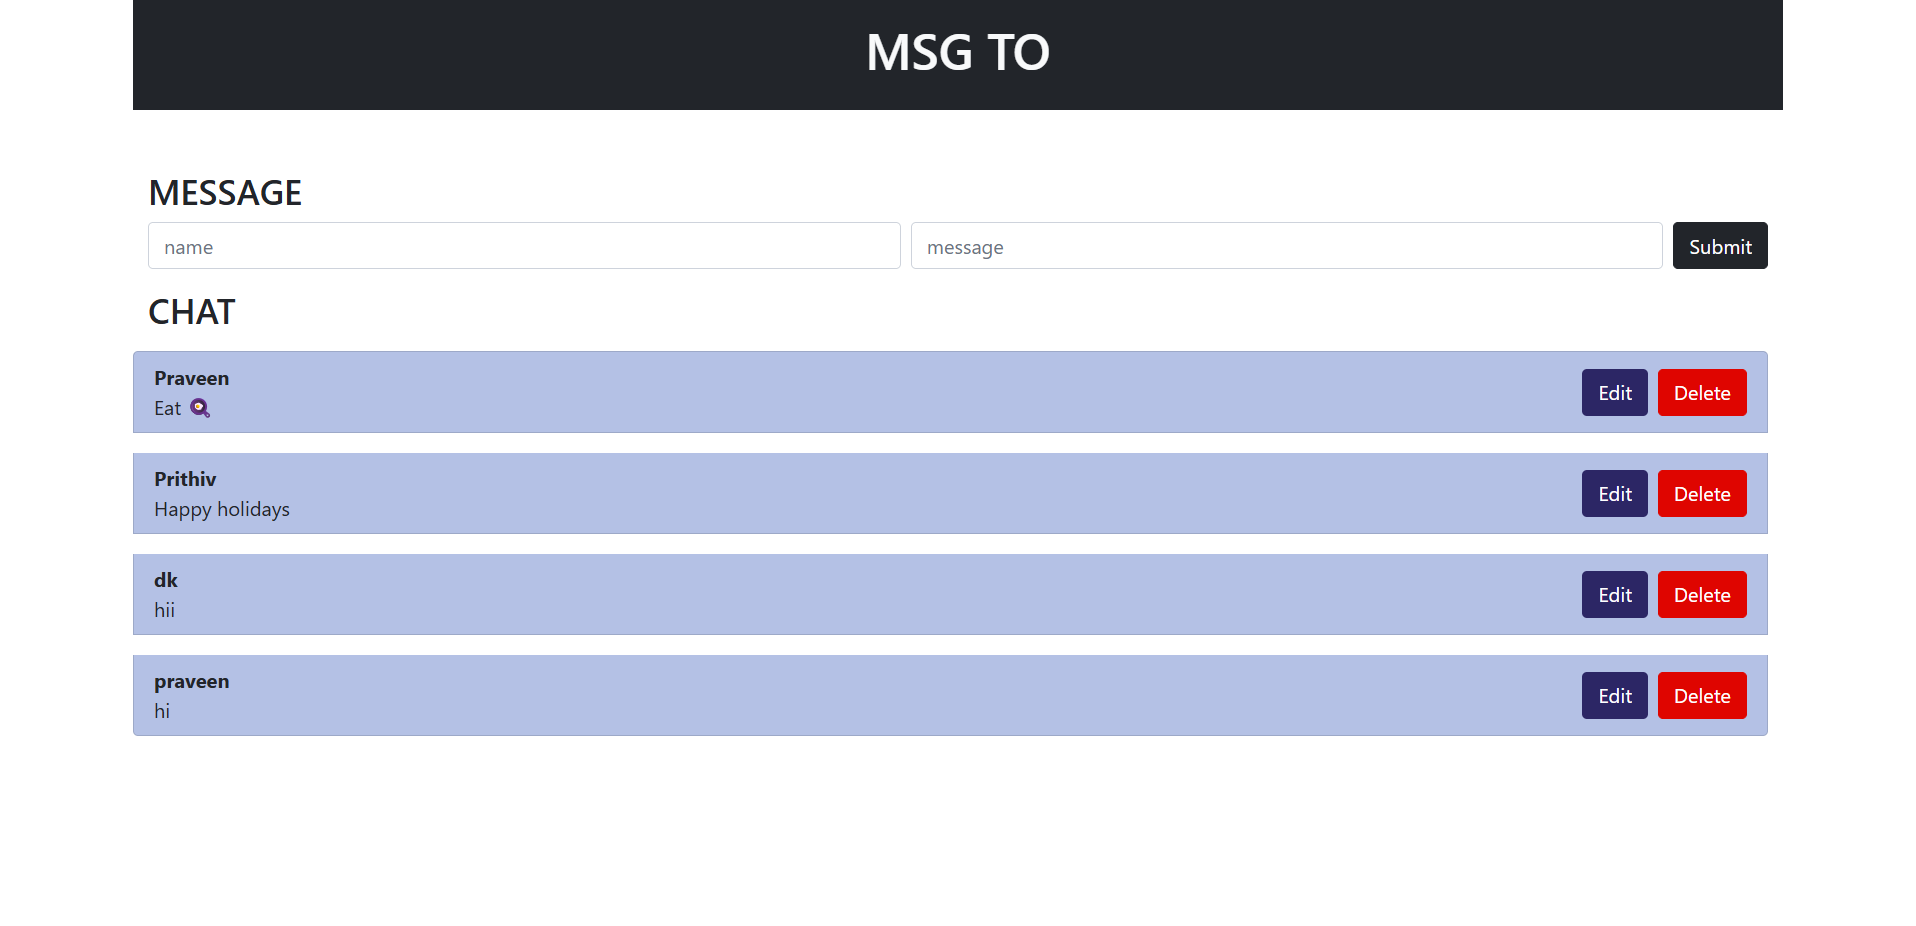 MSG TO
MESSAGE
name message Submit
CHAT
Praveen
Eat 🍳
Edit Delete
Prithiv
Happy holidays
Edit Delete
dk
hii
Edit Delete
praveen
hi
Edit Delete